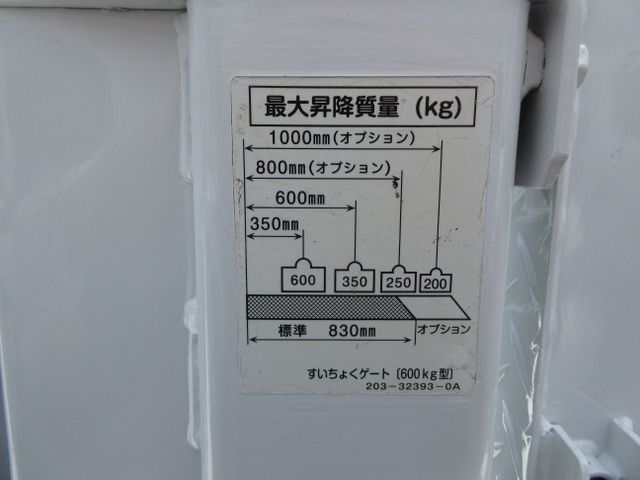 最大昇降質量 (kg)
1000mm(オプション)
800mm(オプション)
600mm
350mm
600 350 250 200
標準 830mm オプション
すいちょくゲート〔600kg型〕
203-32393-0A